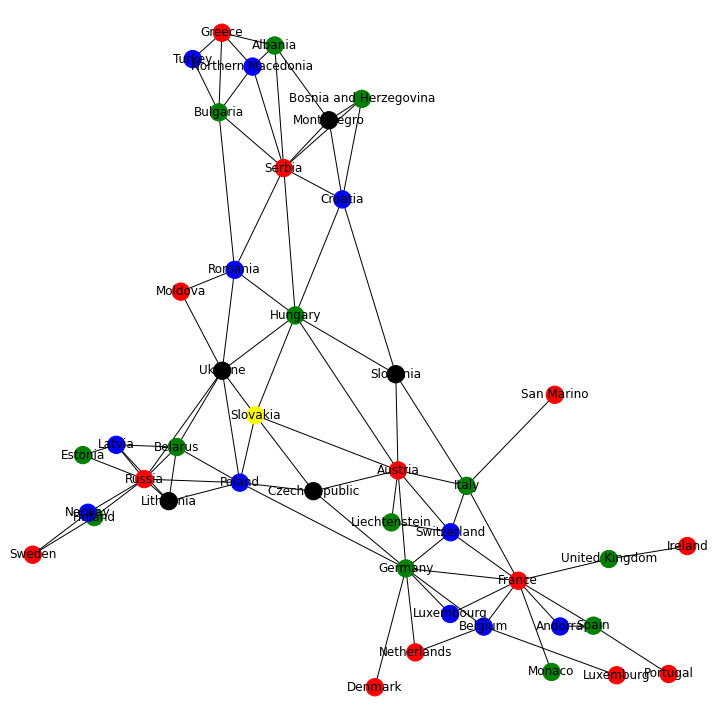 Greece
Albania
Turkey
Northern Macedonia
Bosnia and Herzegovina
Bulgaria
Montenegro
Serbia
Croatia
Romania
Moldova
Hungary
Ukraine
Slovenia
San Marino
Slovakia
Latvia
Belarus
Estonia
Austria
Russia
Poland
Italy
Czech Republic
Lithuania
Norway
Finland
Liechtenstein
Switzerland
Sweden
Ireland
United Kingdom
Germany
France
Luxembourg
Belgium
Andorra
Spain
Netherlands
Monaco
Luxemburg
Portugal
Denmark